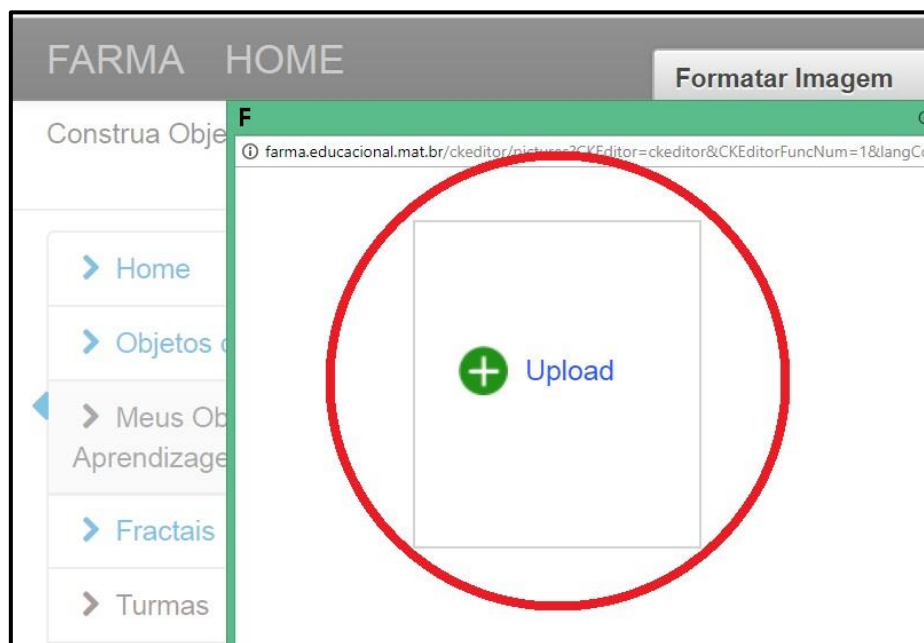 FARMA HOME
Formatar Imagem
Construa Obje
F
farma.educacional.mat.br/ckeditor/pictures?CKEditor=ckeditor&CKEditorFuncNum=1&langCo
Home
Upload
Objetos
Meus Ob
Aprendizage
Fractais
Turmas